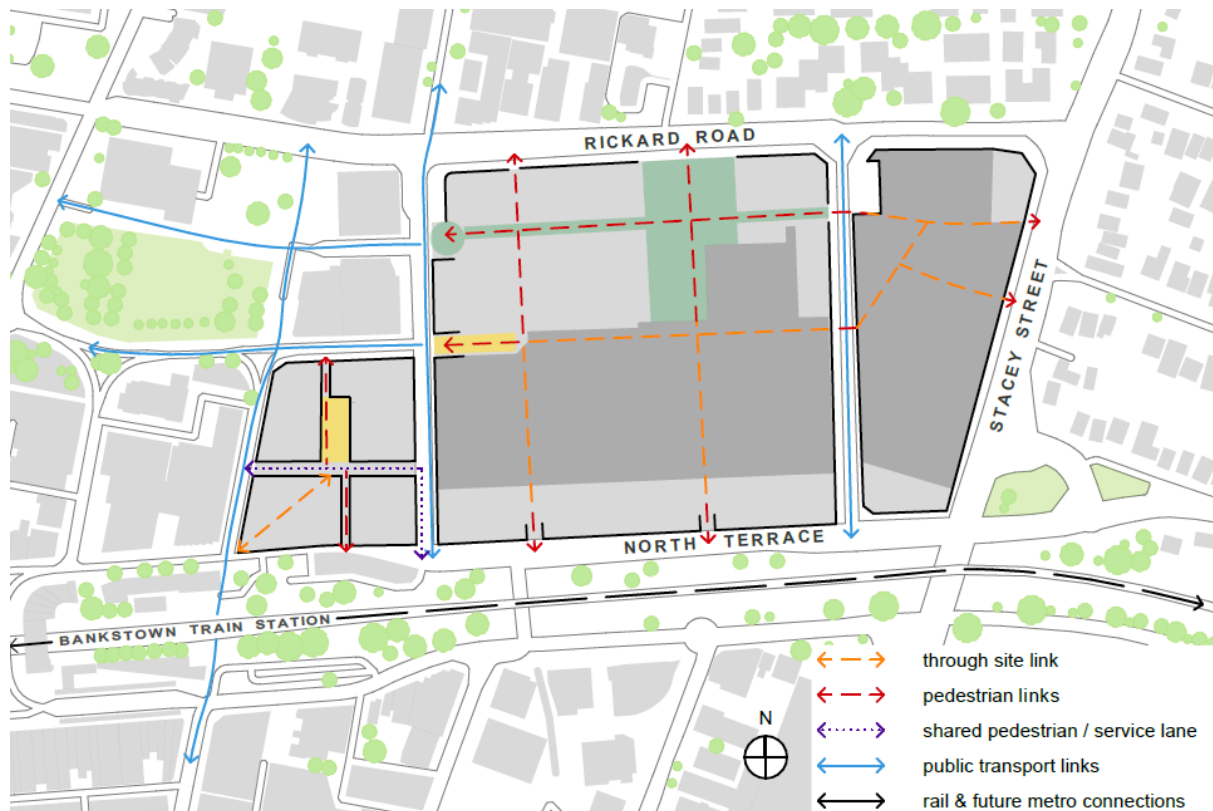 RICKARD ROAD
STACEY STREET
NORTH TERRACE
BANKSTOWN TRAIN STATION
N
through site link
pedestrian links
shared pedestrian / service lane
public transport links
rail & future metro connections